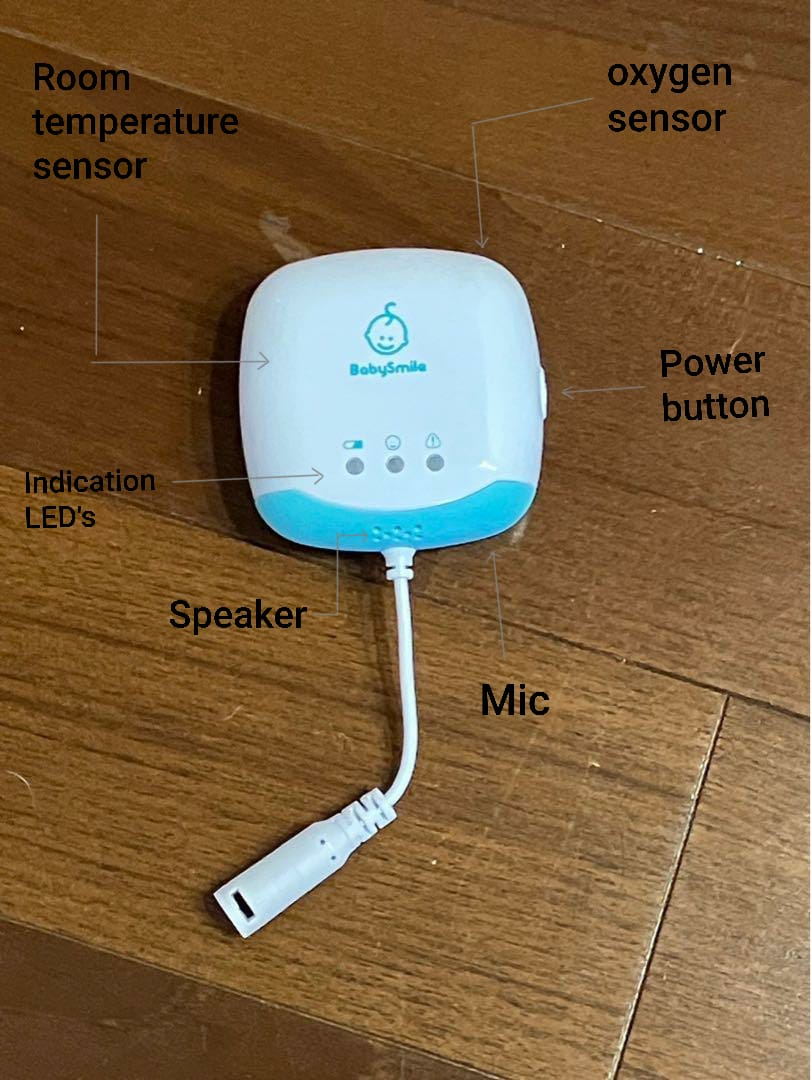 Room
temperature
sensor
oxygen
sensor
BabySmile
Power
button
Indication
LED's
Speaker
Mic